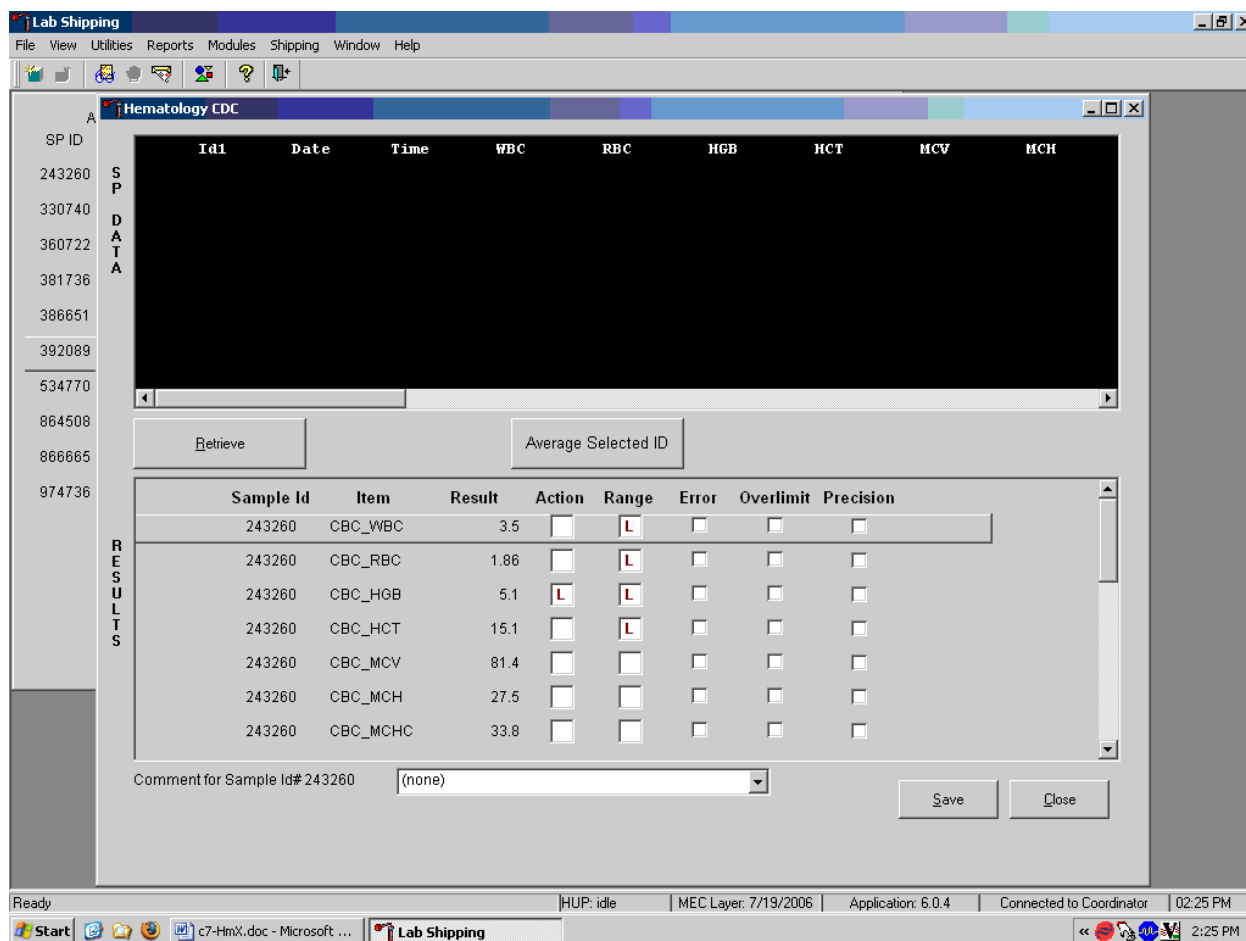 Lab Shipping
File View Utilities Reports Modules Shipping Window Help
A
SP ID
243260
330740
360722
381736
386651
392089
534770
864508
866665
974736
Hematology CDC
SP DATA
Id1 Date Time WBC RBC HGB HCT MCV MCH
Retrieve Average Selected ID
RESULTS
Sample Id Item Result Action Range Error Overlimit Precision
243260 CBC_WBC 3.5 L
243260 CBC_RBC 1.86 L
243260 CBC_HGB 5.1 L L
243260 CBC_HCT 15.1 L
243260 CBC_MCV 81.4
243260 CBC_MCH 27.5
243260 CBC_MCHC 33.8
Comment for Sample Id# 243260 (none)
Save Close
Ready HUP: idle MEC Layer: 7/19/2006 Application: 6.0.4 Connected to Coordinator 02:25 PM
Start c7-HmX.doc - Microsoft ... Lab Shipping « 2:25 PM